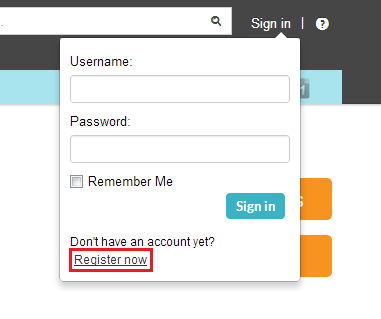 Sign in | ?
Username:
Password:
Remember Me
Sign in
Don't have an account yet?
Register now